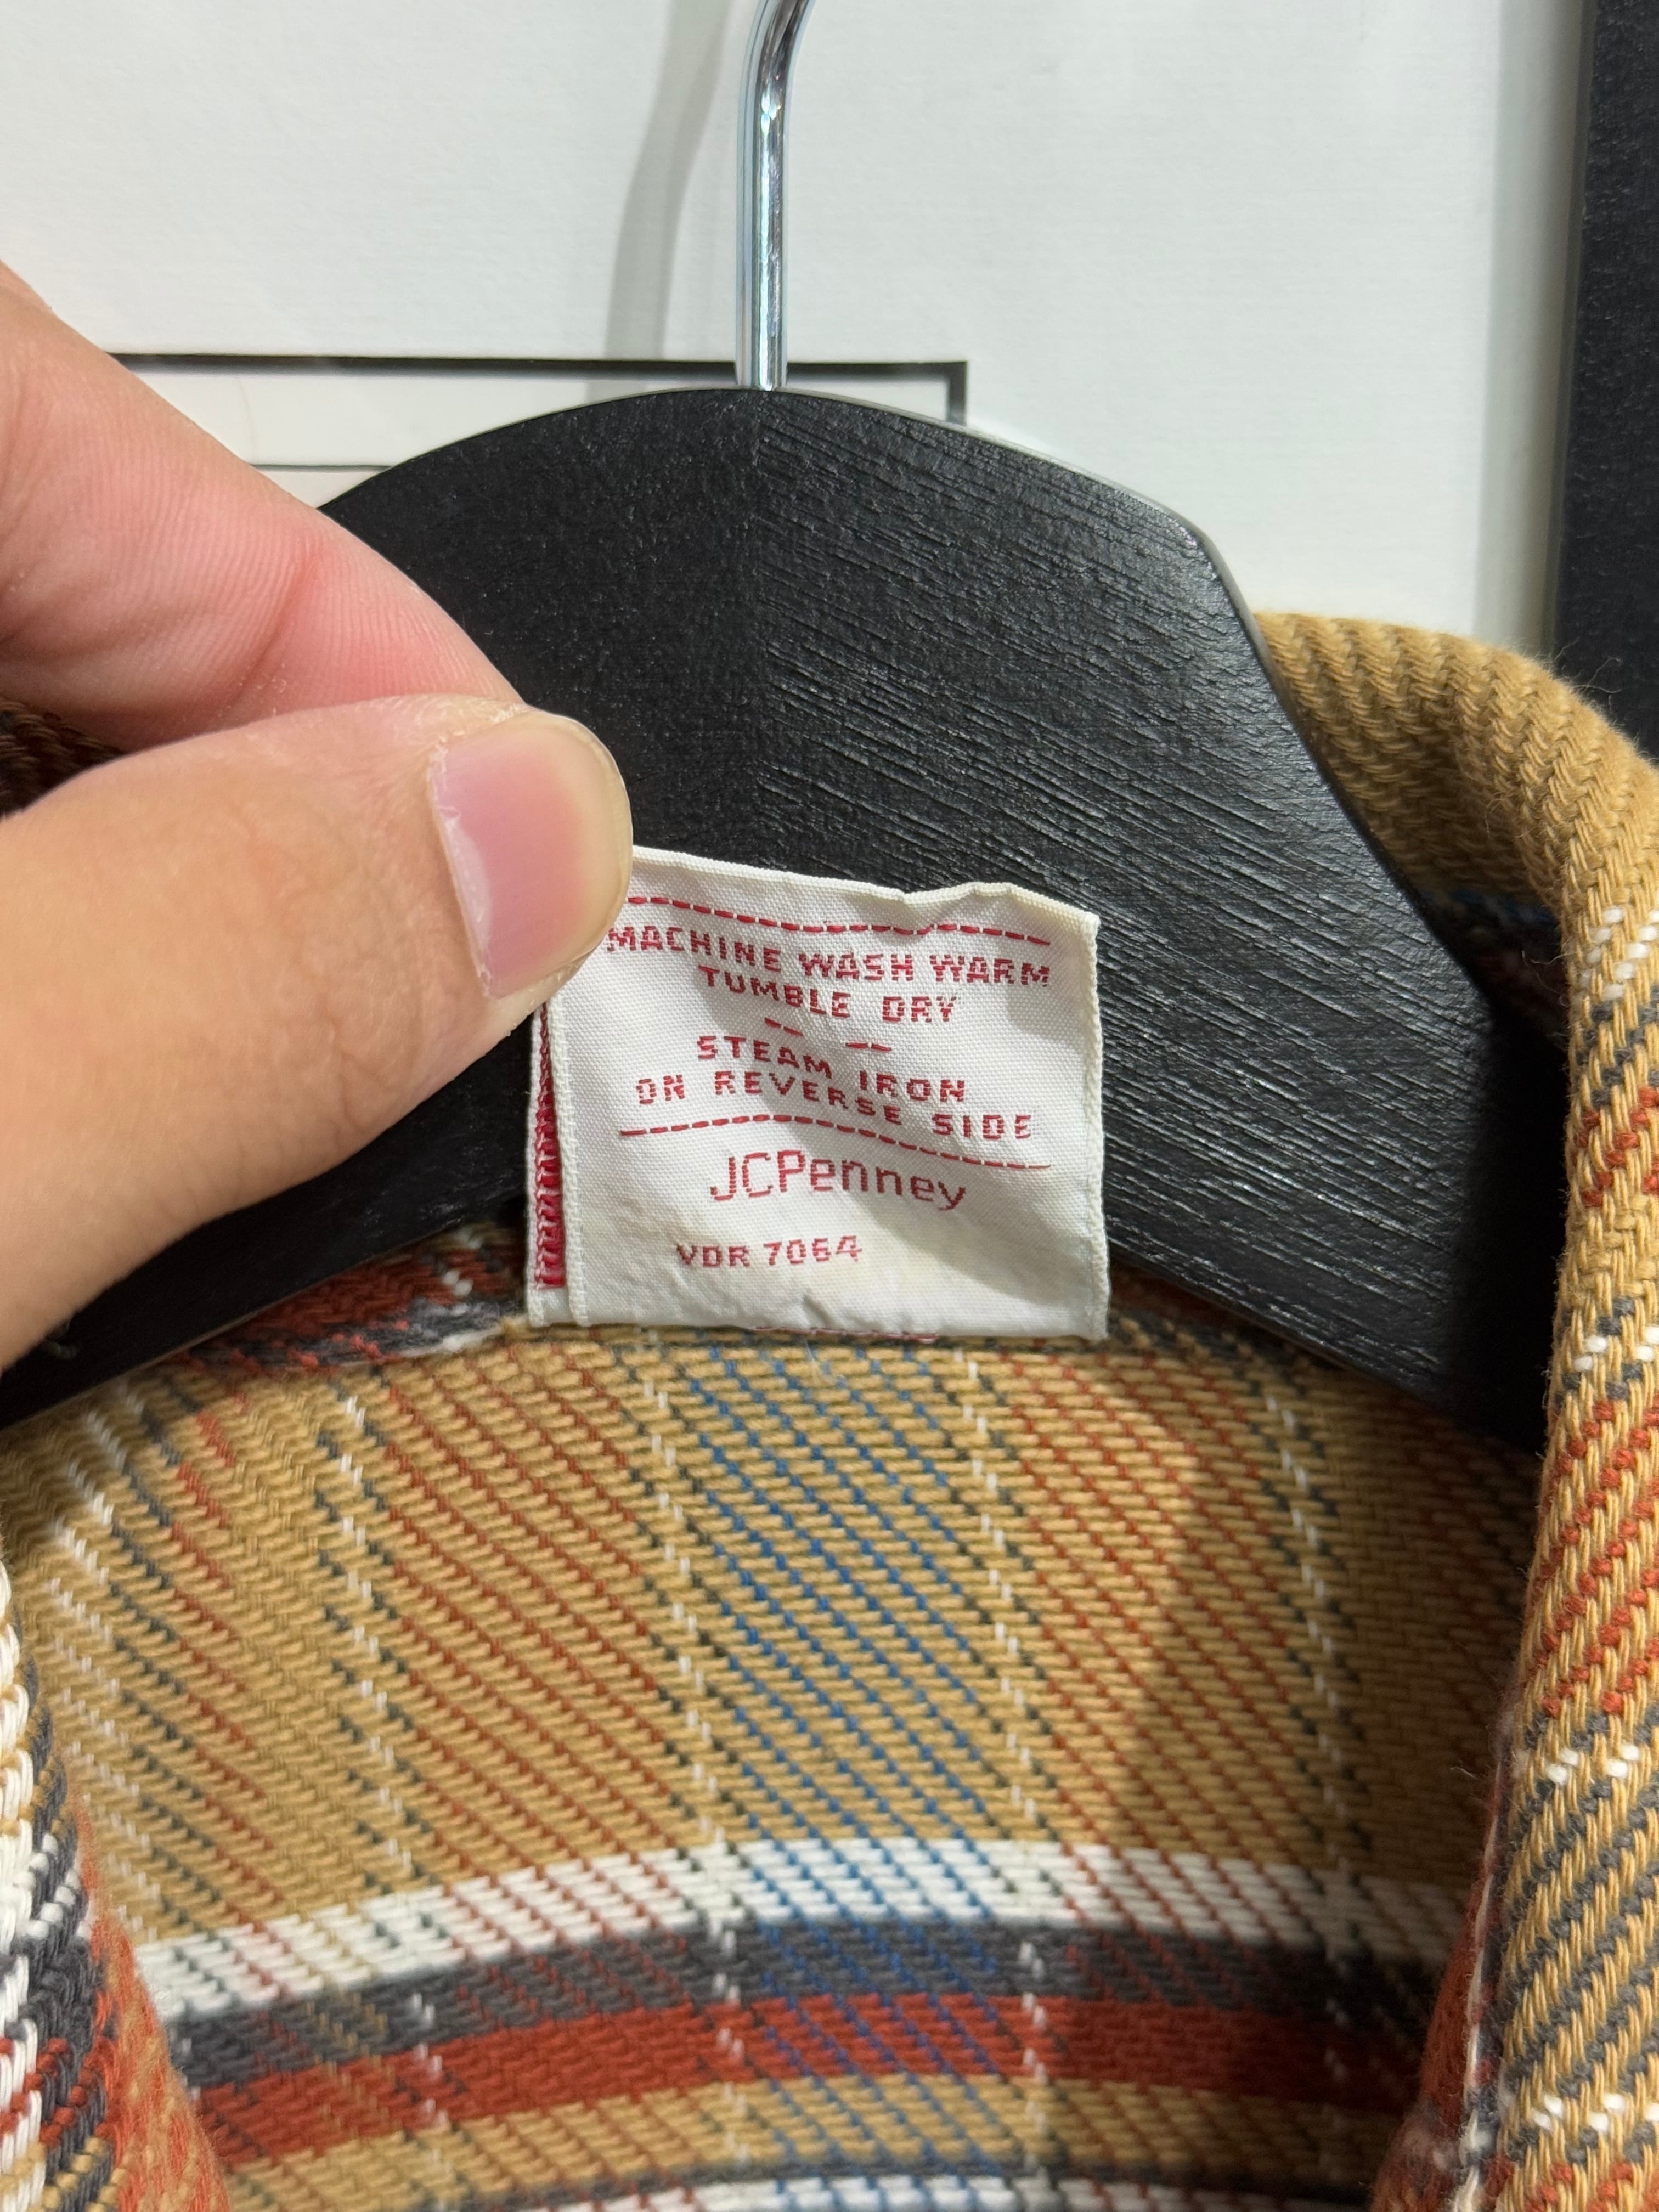 MACHINE WASH WARM
TUMBLE DRY
STEAM IRON
ON REVERSE SIDE
JCPenney
VDR 7064